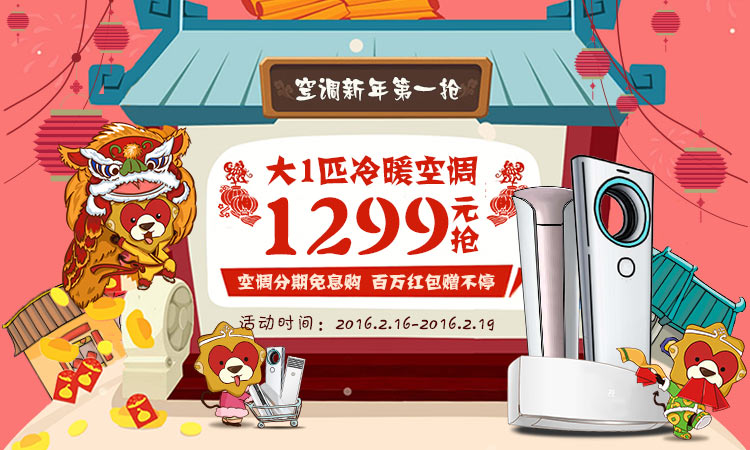 空调新年第一抢
大1匹冷暖空调
1299元抢
空调分期免息购 百万红包赠不停
活动时间：2016.2.16-2016.2.19